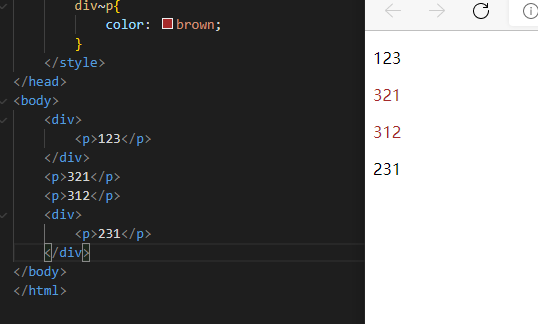 div~p{
color: brown;
}
</style>
</head>
<body>
<div>
<p>123</p>
</div>
<p>321</p>
<p>312</p>
<div>
<p>231</p>
</div>
</body>
</html>
123
321
312
231